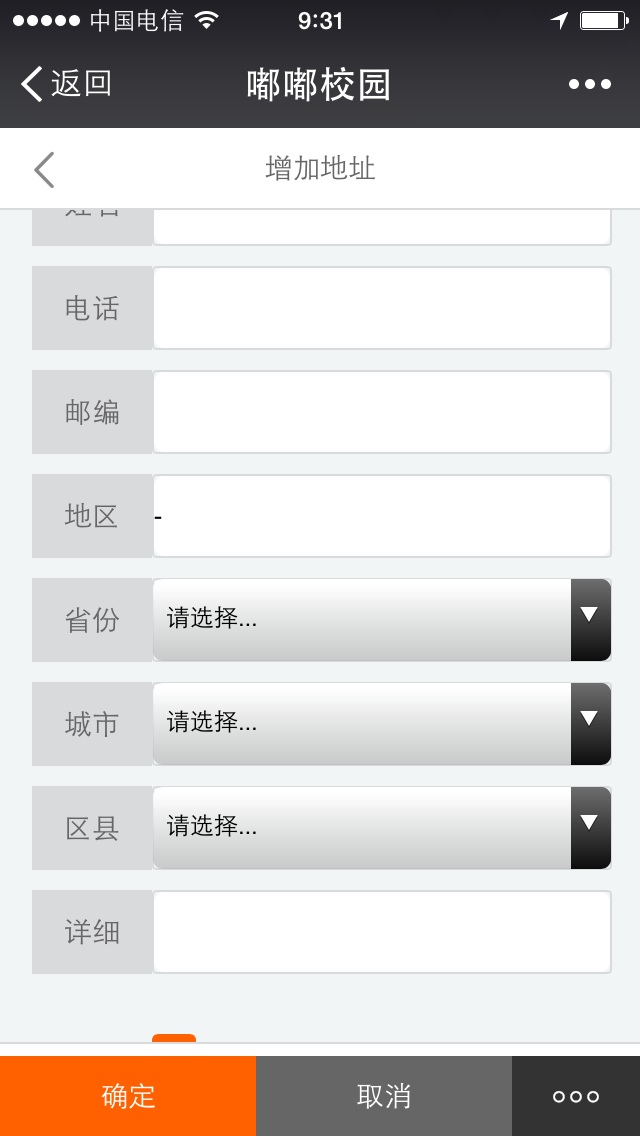 中国电信 9:31
返回 嘟嘟校园
增加地址
电话
邮编
地区 -
省份 请选择...
城市 请选择...
区县 请选择...
详细
确定 取消